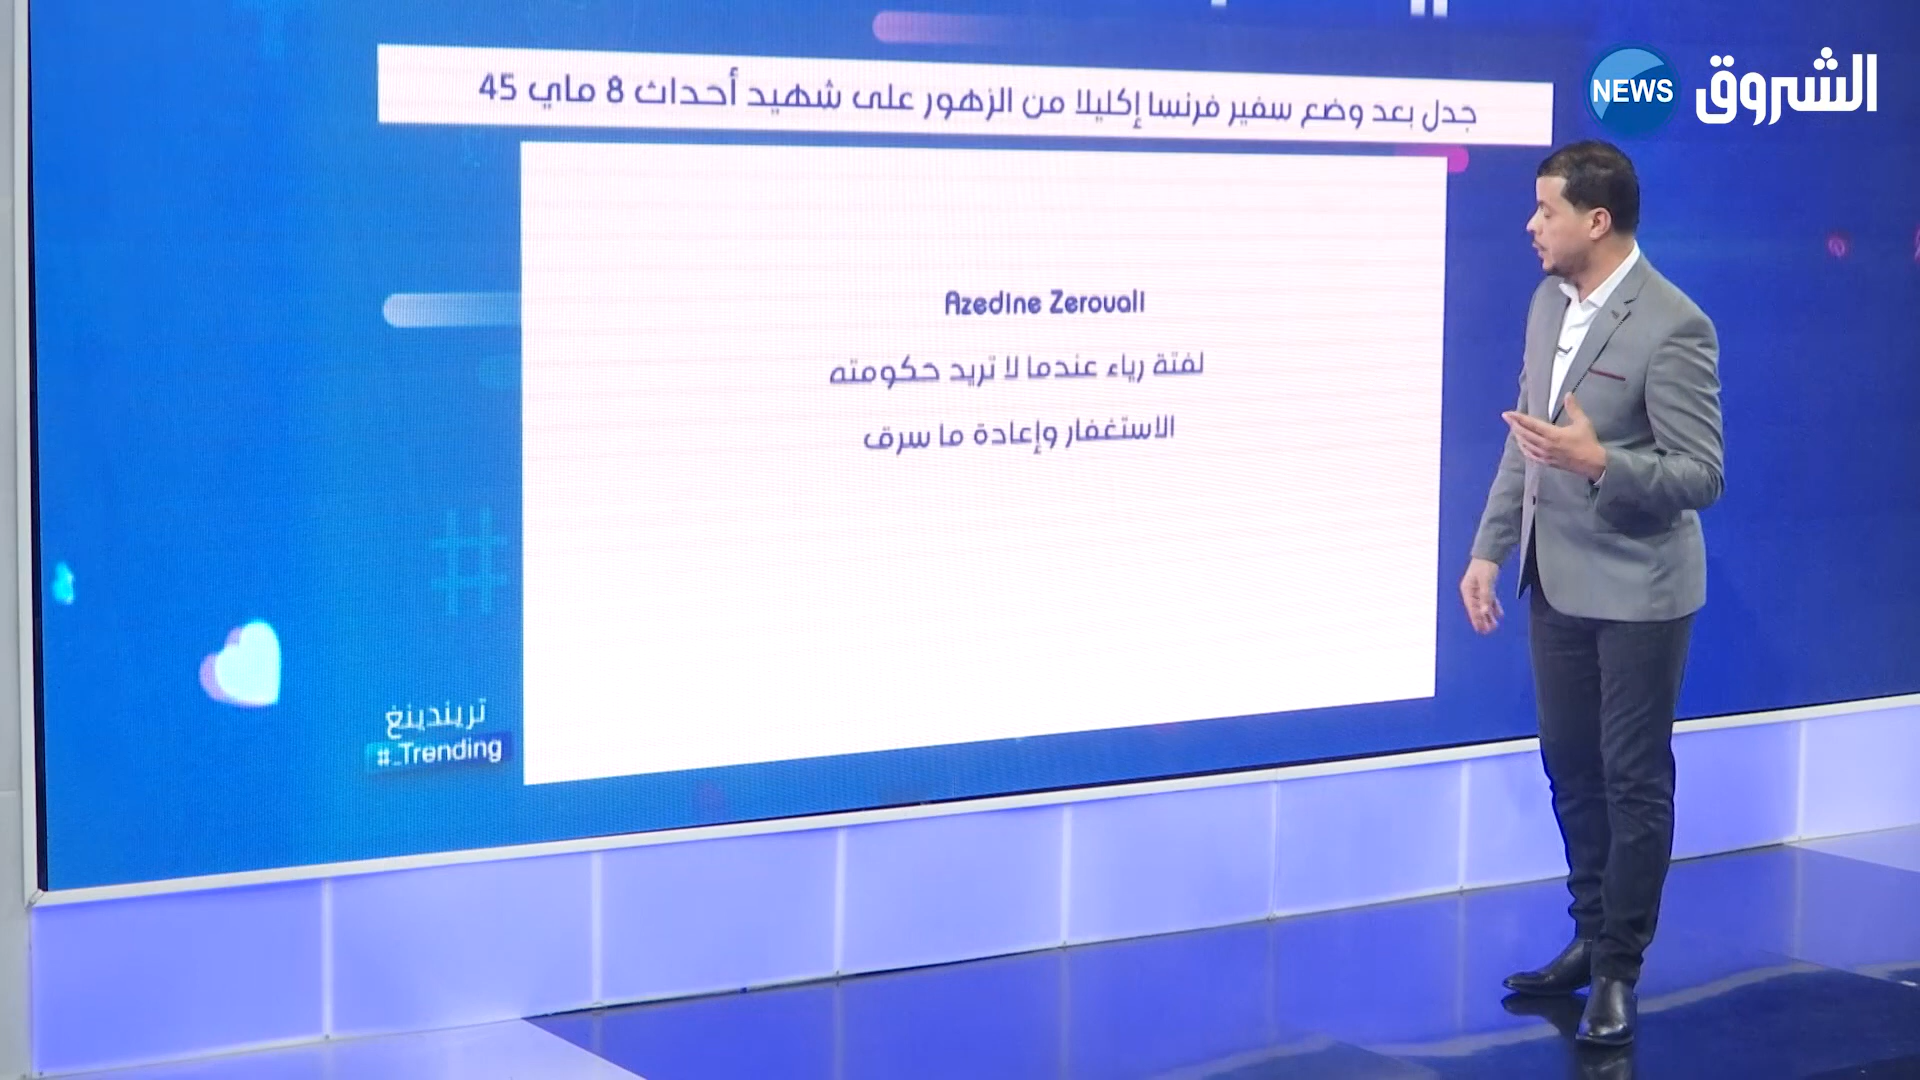 NEWS الشروق
جدل بعد وضع سفير فرنسا إكليلا من الزهور على شهيد أحداث 8 ماي 45
Azedine Zerouali
لفتة رياء عندما لا تريد حكومته
الاستغفار وإعادة ما سرق
تريندينغ
#_Trending